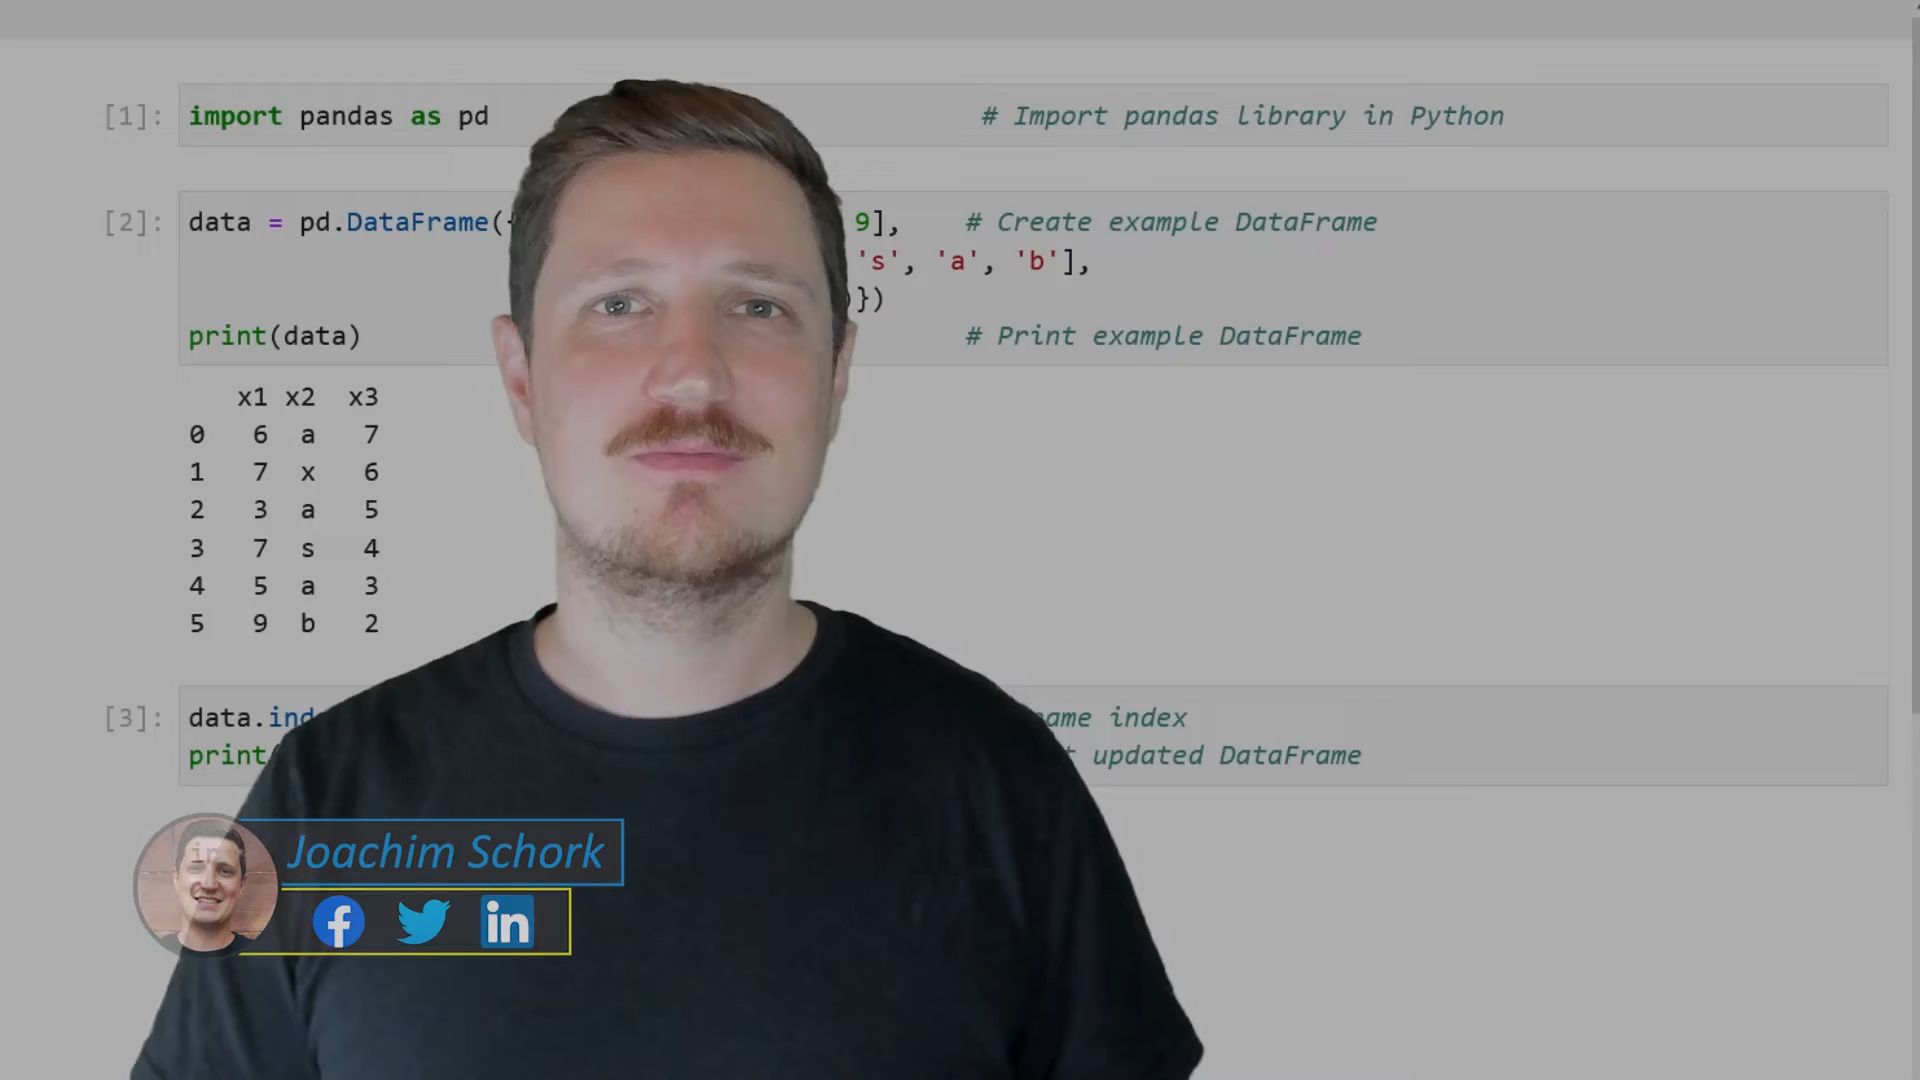 [1]: import pandas as pd # Import pandas library in Python
[2]: data = pd.DataFrame({ 9], # Create example DataFrame
's', 'a', 'b'],
)})
print(data) # Print example DataFrame
x1 x2 x3
0 6 a 7
1 7 x 6
2 3 a 5
3 7 s 4
4 5 a 3
5 9 b 2
[3]: data.ind name index
print( updated DataFrame
Joachim Schork
in